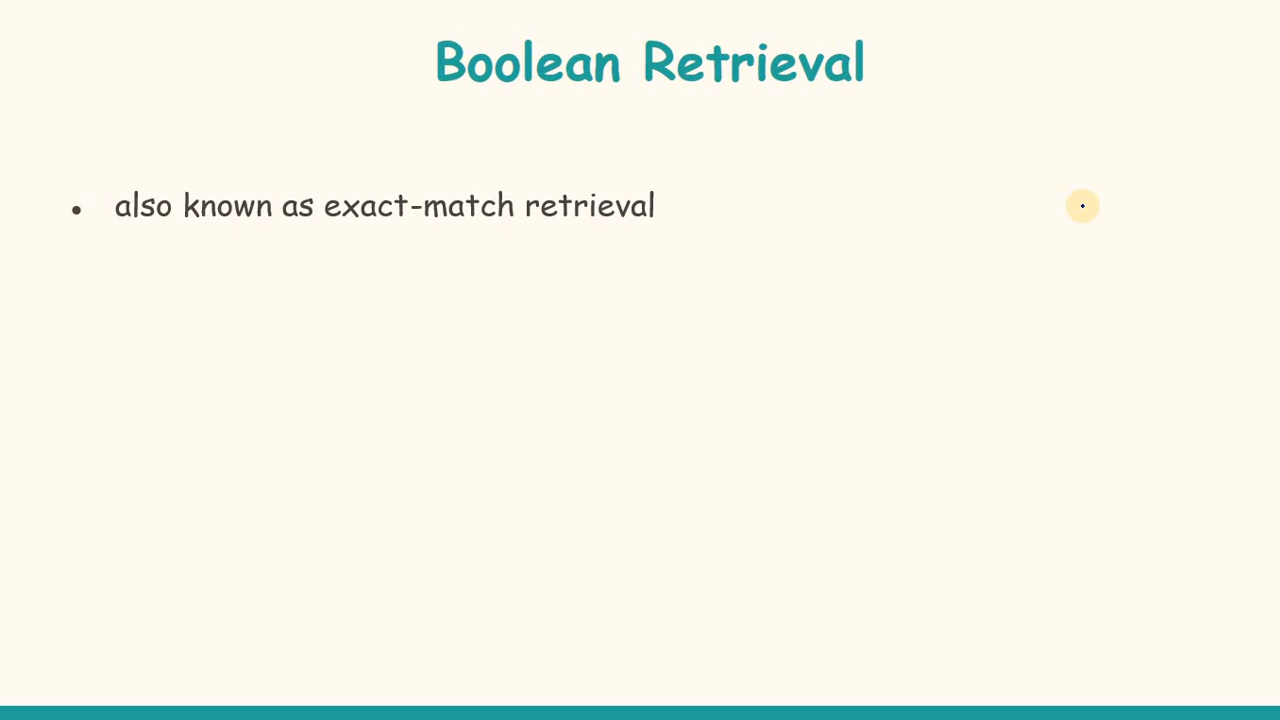 Boolean Retrieval
• also known as exact-match retrieval